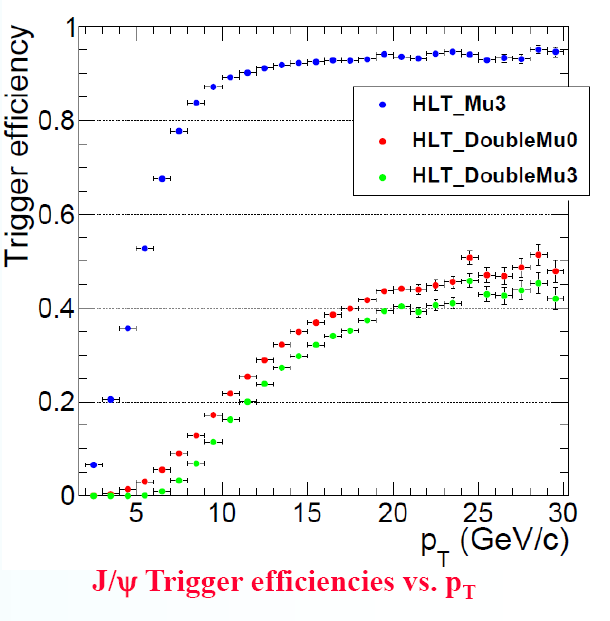 Trigger efficiency
1
0.8
0.6
0.4
0.2
0
HLT_Mu3
HLT_DoubleMu0
HLT_DoubleMu3
5 10 15 20 25 30
p_T (GeV/c)
J/ψ Trigger efficiencies vs. p_T